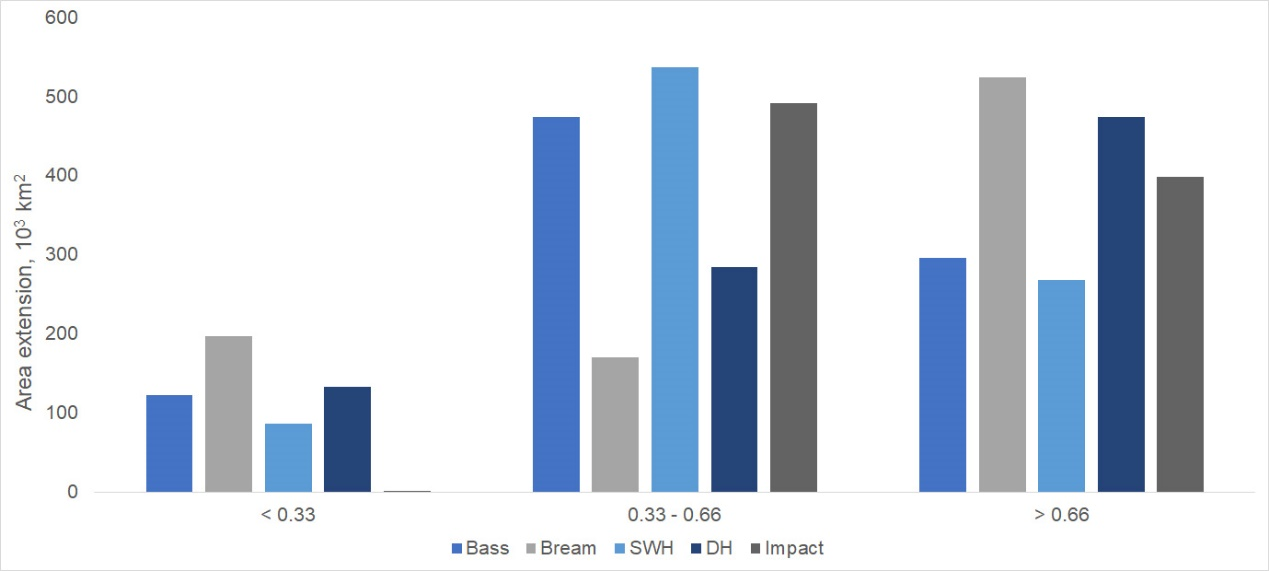 600
500
400
300
200
100
0
Area extension, 10³ km²
< 0.33
0.33 - 0.66
> 0.66
Bass
Bream
SWH
DH
Impact